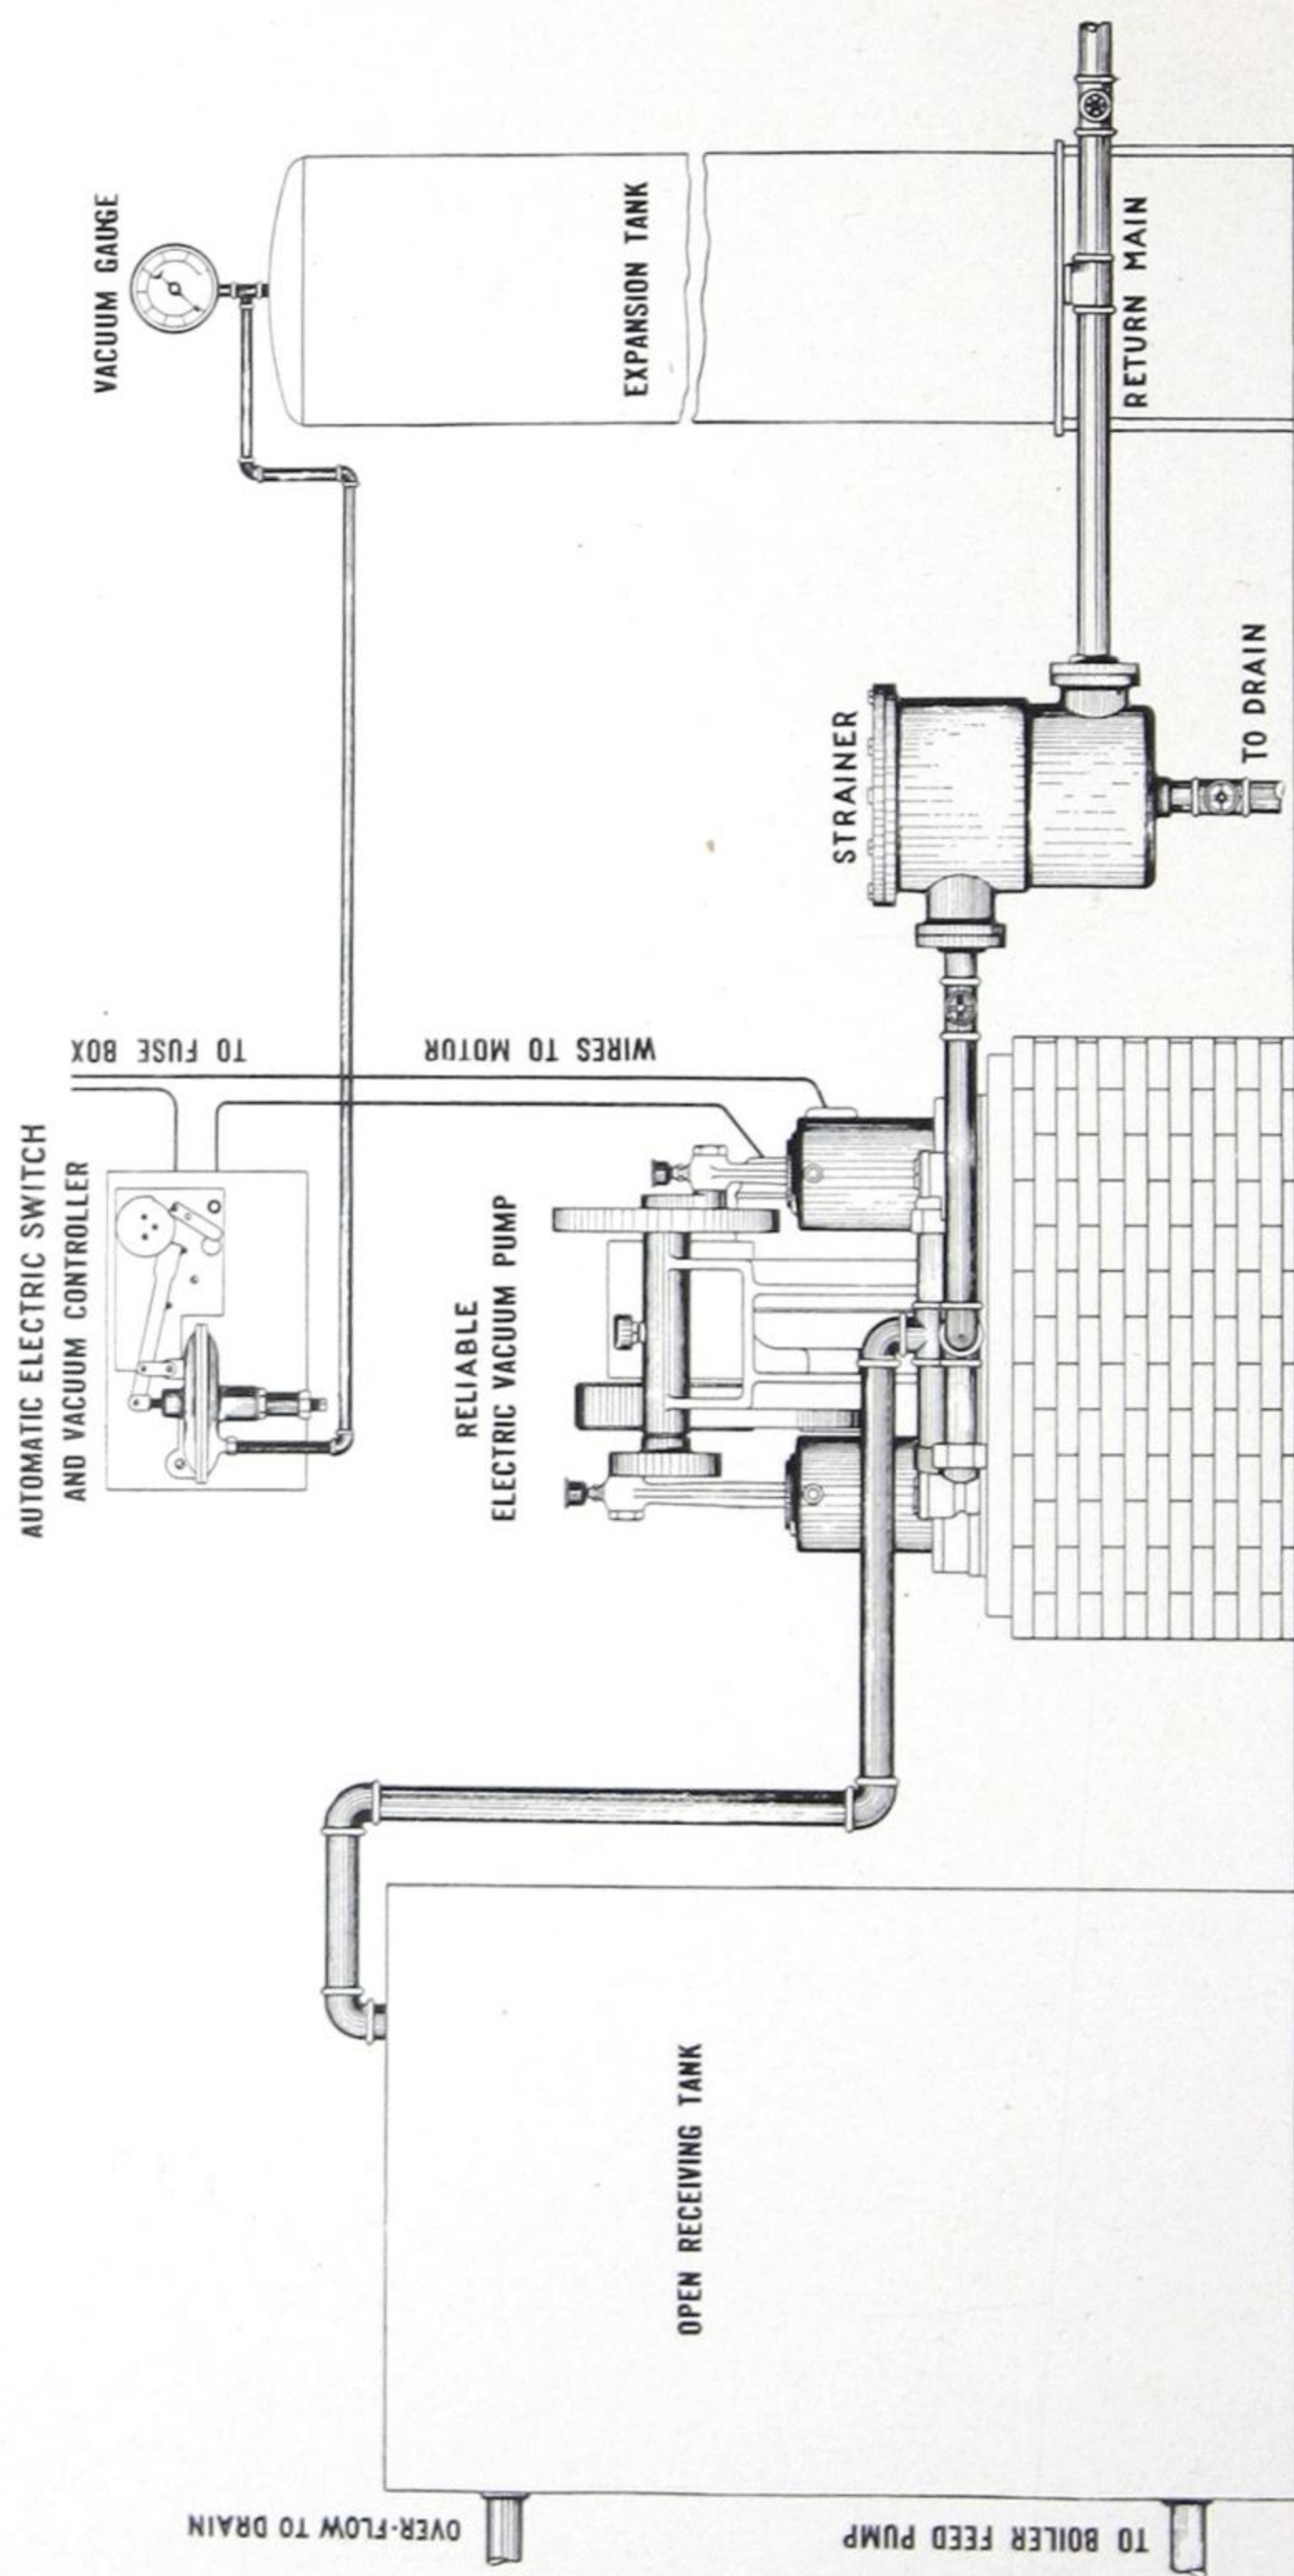 AUTOMATIC ELECTRIC SWITCH
AND VACUUM CONTROLLER
VACUUM GAUGE
TO FUSE BOX
WIRES TO MOTOR
RELIABLE
ELECTRIC VACUUM PUMP
EXPANSION TANK
STRAINER
RETURN MAIN
TO DRAIN
OPEN RECEIVING TANK
OVER-FLOW TO DRAIN
TO BOILER FEED PUMP